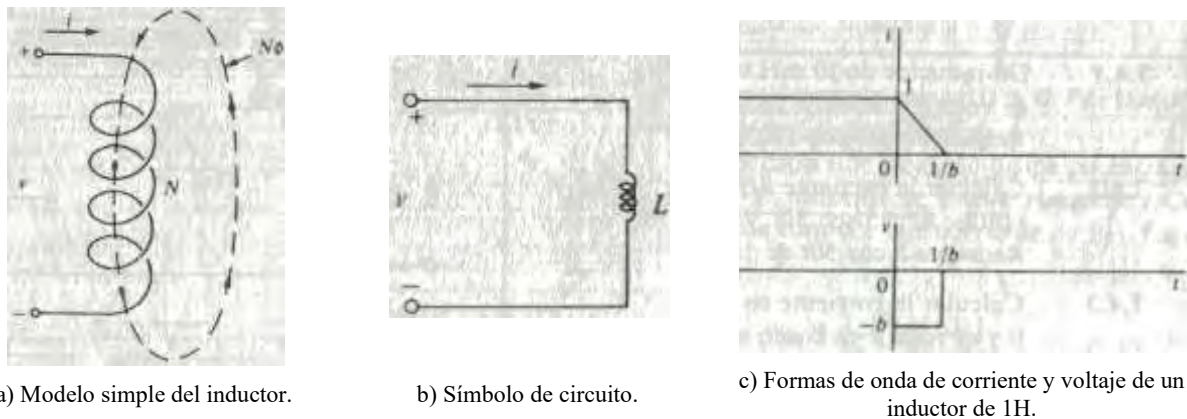 i
+
Nϕ
v
N
−
a) Modelo simple del inductor.
i
+
v
L
−
b) Símbolo de circuito.
i
1
0
1/b
t
v
1/b
0
t
−b
c) Formas de onda de corriente y voltaje de un
inductor de 1H.